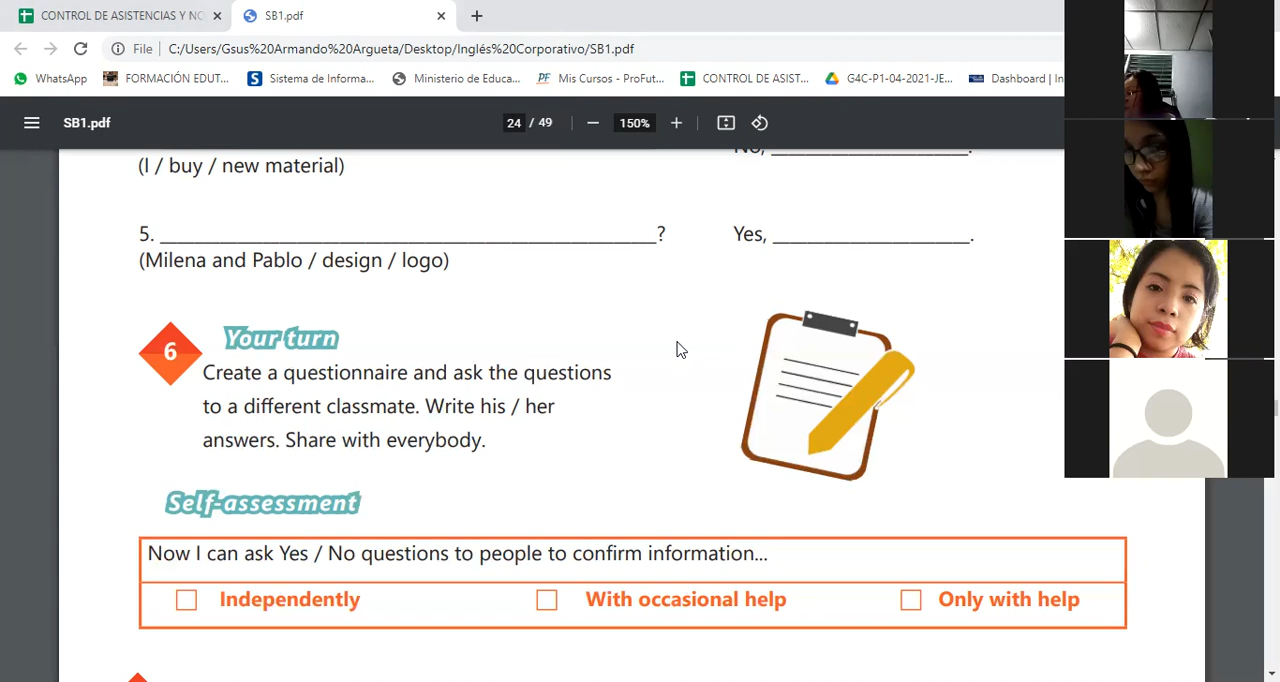 CONTROL DE ASISTENCIAS Y NO
SB1.pdf
File
C:/Users/Gsus%20Armando%20Argueta/Desktop/Inglés%20Corporativo/SB1.pdf
WhatsApp
FORMACIÓN EDUT...
Sistema de Informa...
Ministerio de Educa...
Mis Cursos - ProFut...
CONTROL DE ASIST...
G4C-P1-04-2021-JE...
Dashboard | In
SB1.pdf
24 / 49
150%
No, ____________________.
(I / buy / new material)
5. __________________________________________________? Yes, ____________________.
(Milena and Pablo / design / logo)
6
Your turn
Create a questionnaire and ask the questions
to a different classmate. Write his / her
answers. Share with everybody.
Self-assessment
Now I can ask Yes / No questions to people to confirm information...
Independently
With occasional help
Only with help